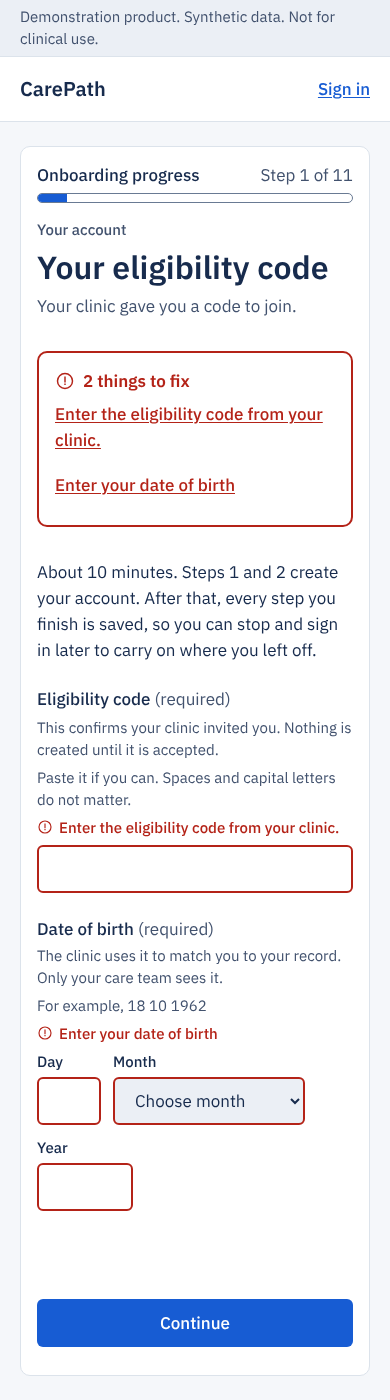 Demonstration product. Synthetic data. Not for
clinical use.
CarePath
Sign in
Onboarding progress
Step 1 of 11
Your account
Your eligibility code
Your clinic gave you a code to join.
2 things to fix
Enter the eligibility code from your
clinic.
Enter your date of birth
About 10 minutes. Steps 1 and 2 create
your account. After that, every step you
finish is saved, so you can stop and sign
in later to carry on where you left off.
Eligibility code (required)
This confirms your clinic invited you. Nothing is
created until it is accepted.
Paste it if you can. Spaces and capital letters
do not matter.
Enter the eligibility code from your clinic.
Date of birth (required)
The clinic uses it to match you to your record.
Only your care team sees it.
For example, 18 10 1962
Enter your date of birth
Day
Month
Choose month
Year
Continue